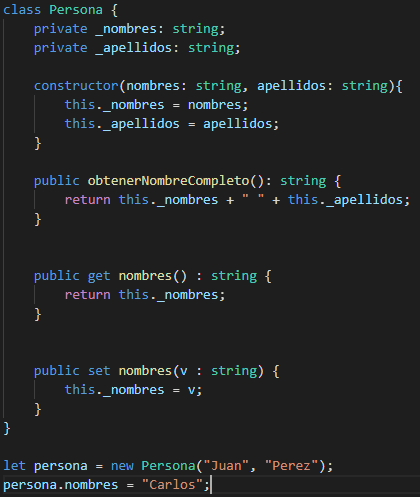 class Persona {
    private _nombres: string;
    private _apellidos: string;

    constructor(nombres: string, apellidos: string){
        this._nombres = nombres;
        this._apellidos = apellidos;
    }

    public obtenerNombreCompleto(): string {
        return this._nombres + " " + this._apellidos;
    }


    public get nombres() : string {
        return this._nombres;
    }


    public set nombres(v : string) {
        this._nombres = v;
    }
}

let persona = new Persona("Juan", "Perez");
persona.nombres = "Carlos";